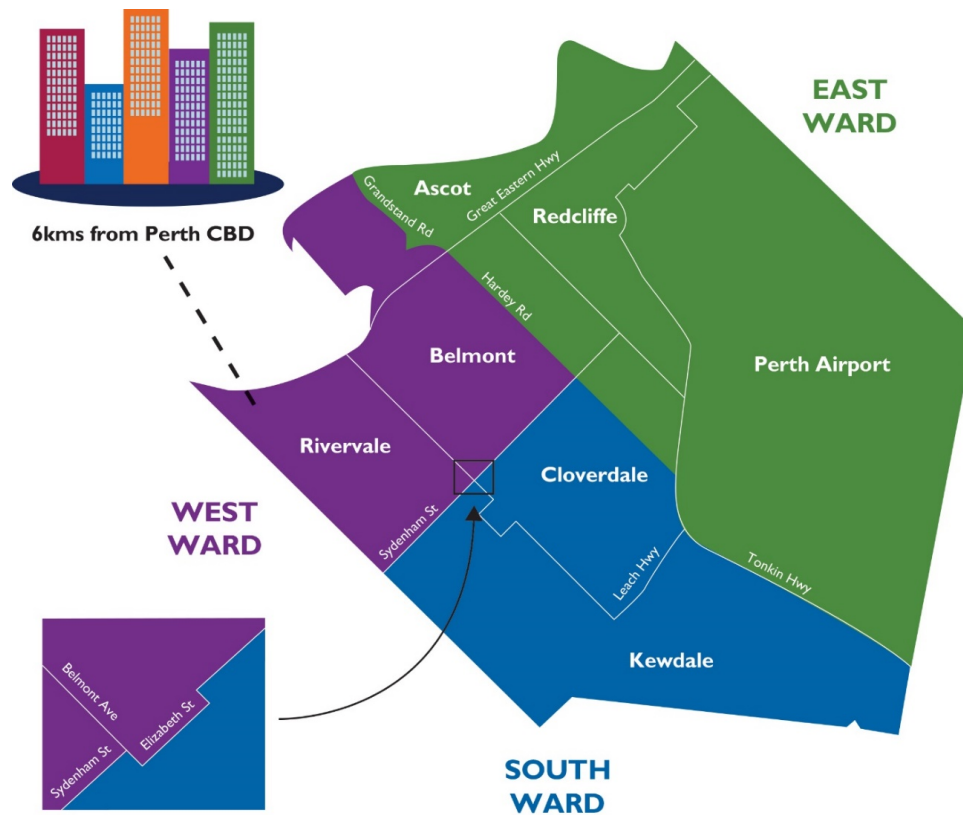 6kms from Perth CBD
EAST
WARD
Ascot
Grandstand Rd
Great Eastern Hwy
Redcliffe
Hardey Rd
Belmont
Perth Airport
Rivervale
Cloverdale
WEST
WARD
Sydenham St
Leach Hwy
Tonkin Hwy
Kewdale
Belmont Ave
Elizabeth St
Sydenham St
SOUTH
WARD